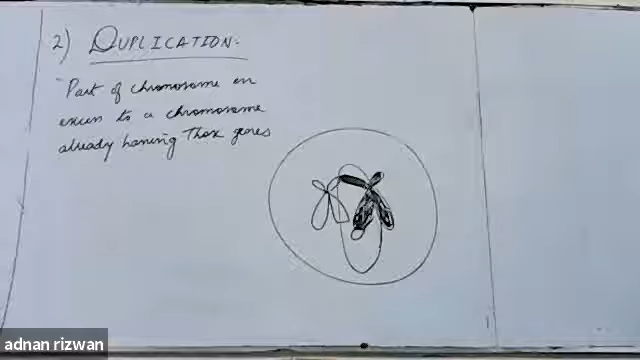 2) DUPLICATION.
"Part of chromosome in
excess to a chromosome
already having those genes
adnan rizwan